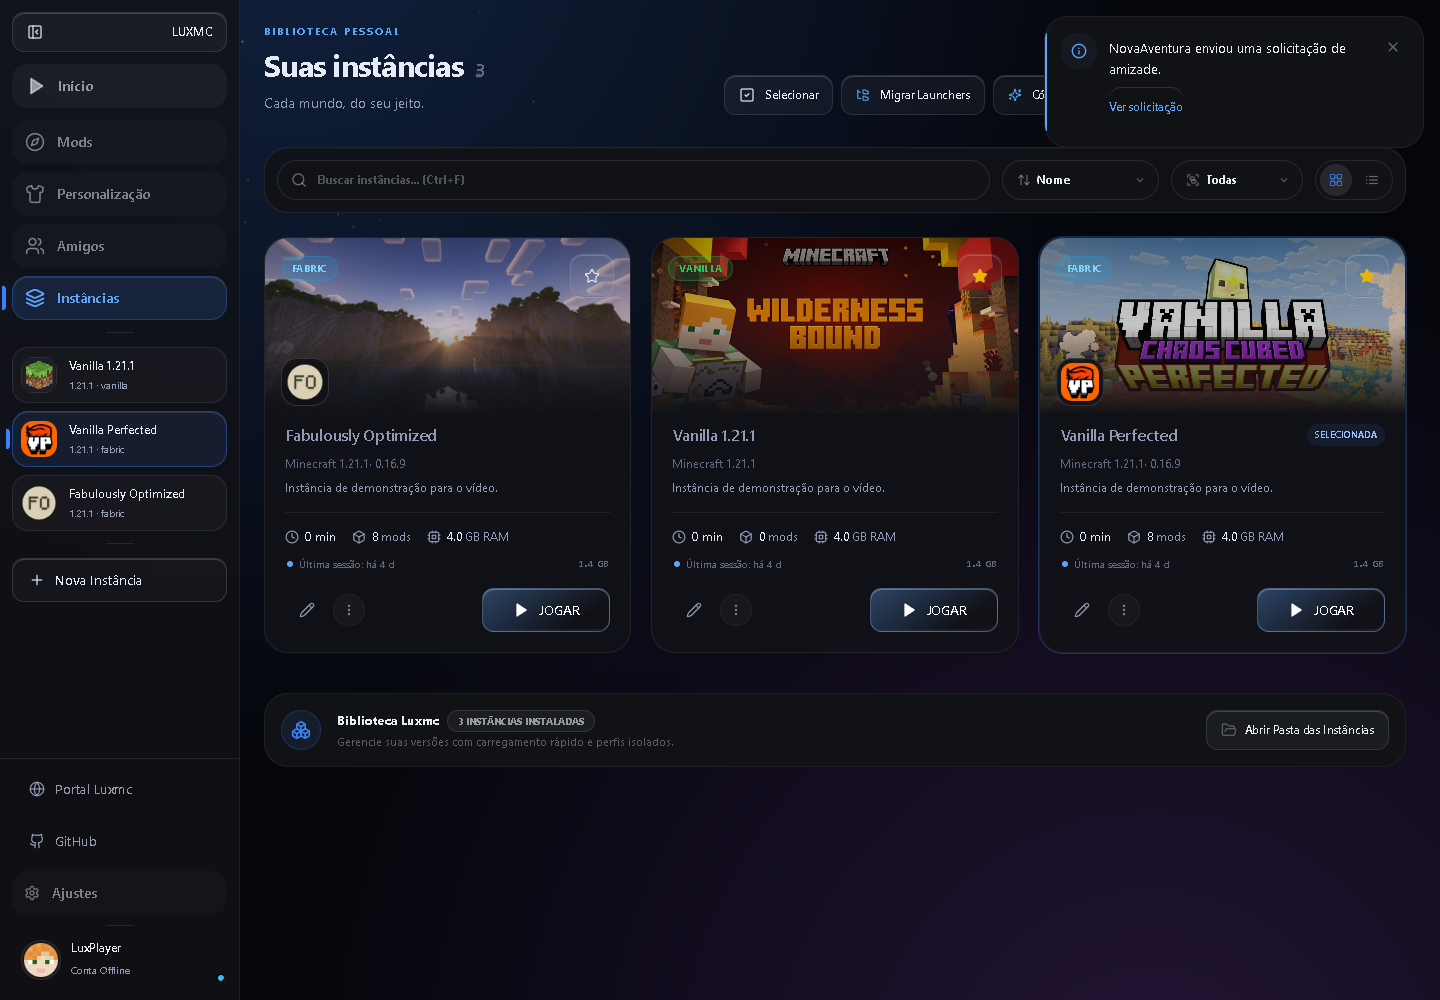 LUXMC
Início
Mods
Personalização
Amigos
Instâncias
Vanilla 1.21.1
1.21.1 · vanilla
Vanilla Perfected
1.21.1 · fabric
Fabulously Optimized
1.21.1 · fabric
Nova Instância
Portal Luxmc
GitHub
Ajustes
LuxPlayer
Conta Offline
BIBLIOTECA PESSOAL
Suas instâncias 3
Cada mundo, do seu jeito.
Selecionar
Migrar Launchers
Có
NovaAventura enviou uma solicitação de
amizade.
Ver solicitação
Buscar instâncias... (Ctrl+F)
Nome
Todas
FABRIC
FO
Fabulously Optimized
Minecraft 1.21.1· 0.16.9
Instância de demonstração para o vídeo.
0 min
8 mods
4.0 GB RAM
Última sessão: há 4 d
1.4 GB
JOGAR
VANILLA
MINECRAFT
WILDERNESS
BOUND
Vanilla 1.21.1
Minecraft 1.21.1
Instância de demonstração para o vídeo.
0 min
0 mods
4.0 GB RAM
Última sessão: há 4 d
1.4 GB
JOGAR
FABRIC
VANILLA
CHAOS CUBED
PERFECTED
VP
Vanilla Perfected
SELECIONADA
Minecraft 1.21.1· 0.16.9
Instância de demonstração para o vídeo.
0 min
8 mods
4.0 GB RAM
Última sessão: há 4 d
1.4 GB
JOGAR
Biblioteca Luxmc
3 INSTÂNCIAS INSTALADAS
Gerencie suas versões com carregamento rápido e perfis isolados.
Abrir Pasta das Instâncias